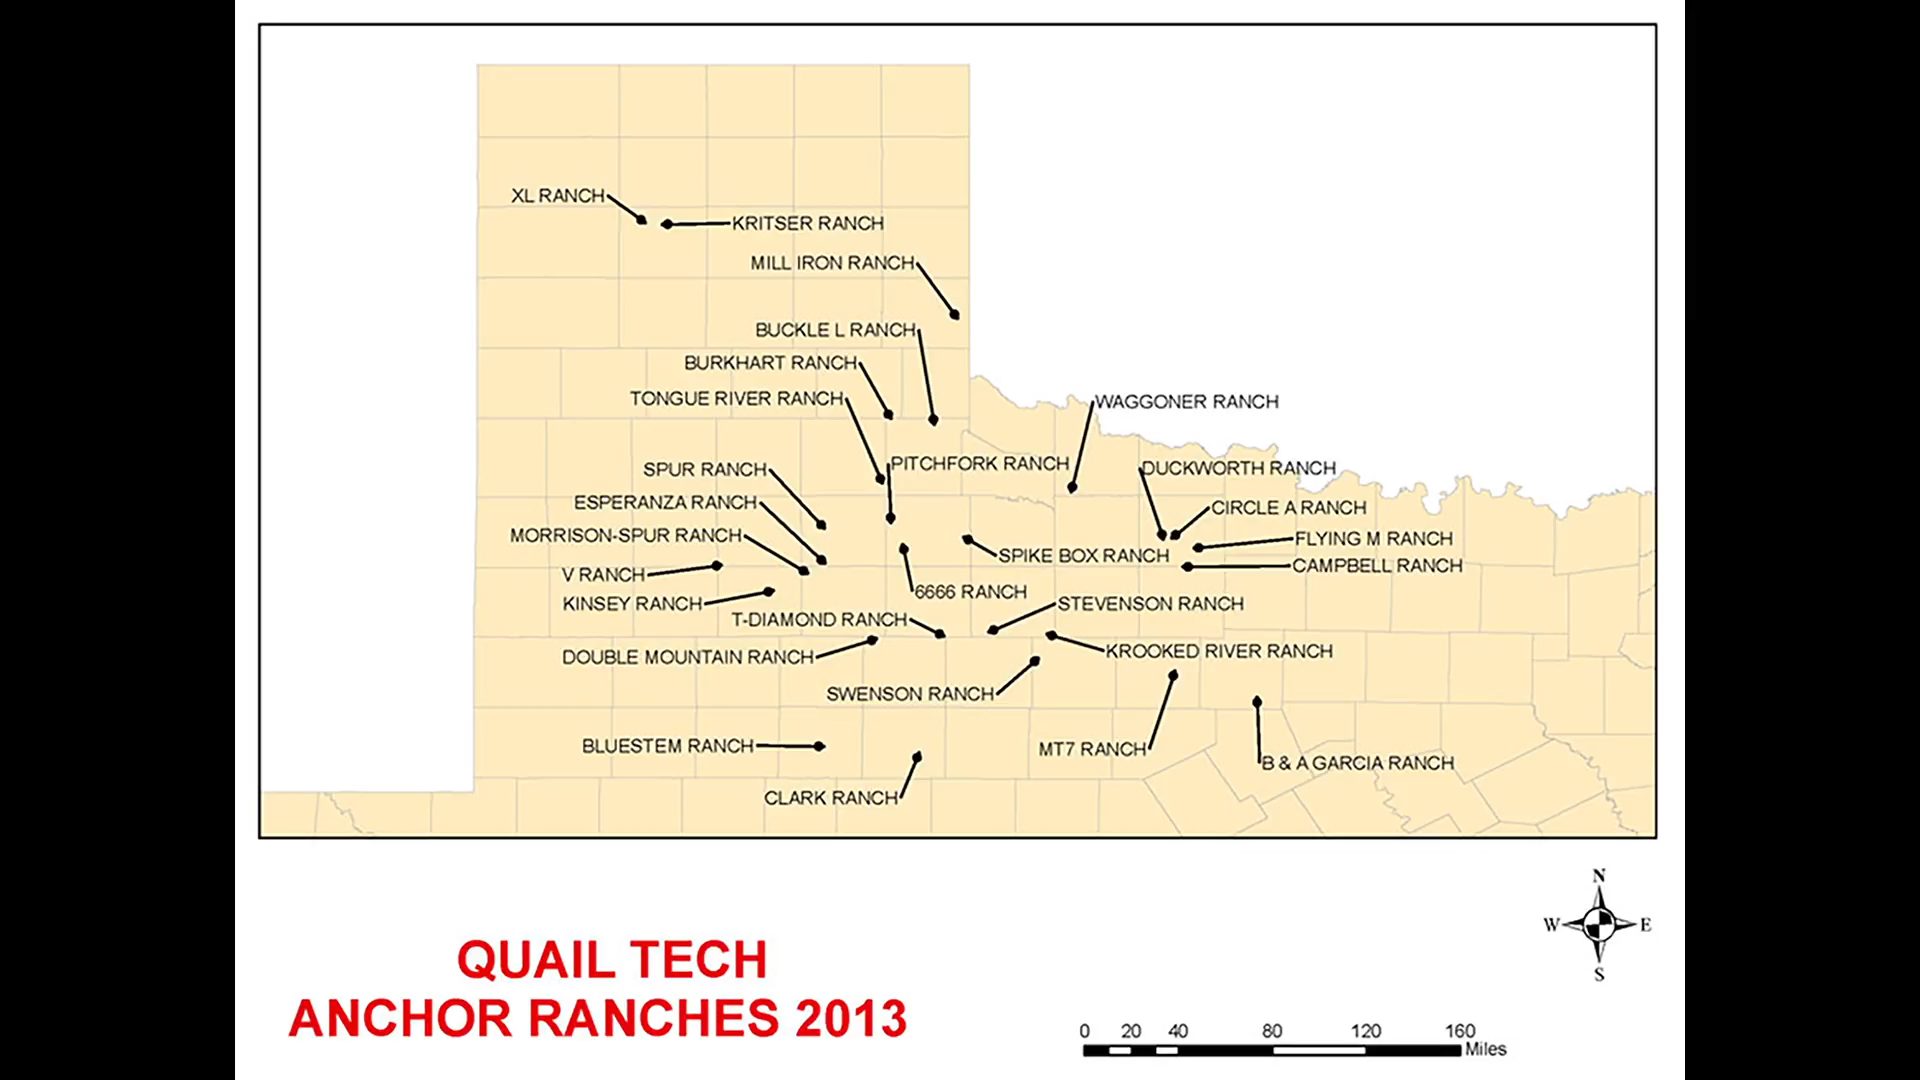 XL RANCH
KRITSER RANCH
MILL IRON RANCH
BUCKLE L RANCH
BURKHART RANCH
TONGUE RIVER RANCH
WAGGONER RANCH
PITCHFORK RANCH
SPUR RANCH
DUCKWORTH RANCH
ESPERANZA RANCH
CIRCLE A RANCH
MORRISON-SPUR RANCH
FLYING M RANCH
SPIKE BOX RANCH
CAMPBELL RANCH
V RANCH
6666 RANCH
KINSEY RANCH
STEVENSON RANCH
T-DIAMOND RANCH
DOUBLE MOUNTAIN RANCH
KROOKED RIVER RANCH
SWENSON RANCH
BLUESTEM RANCH
MT7 RANCH
B & A GARCIA RANCH
CLARK RANCH
N
W E
S
QUAIL TECH
ANCHOR RANCHES 2013
0 20 40 80 120 160
Miles